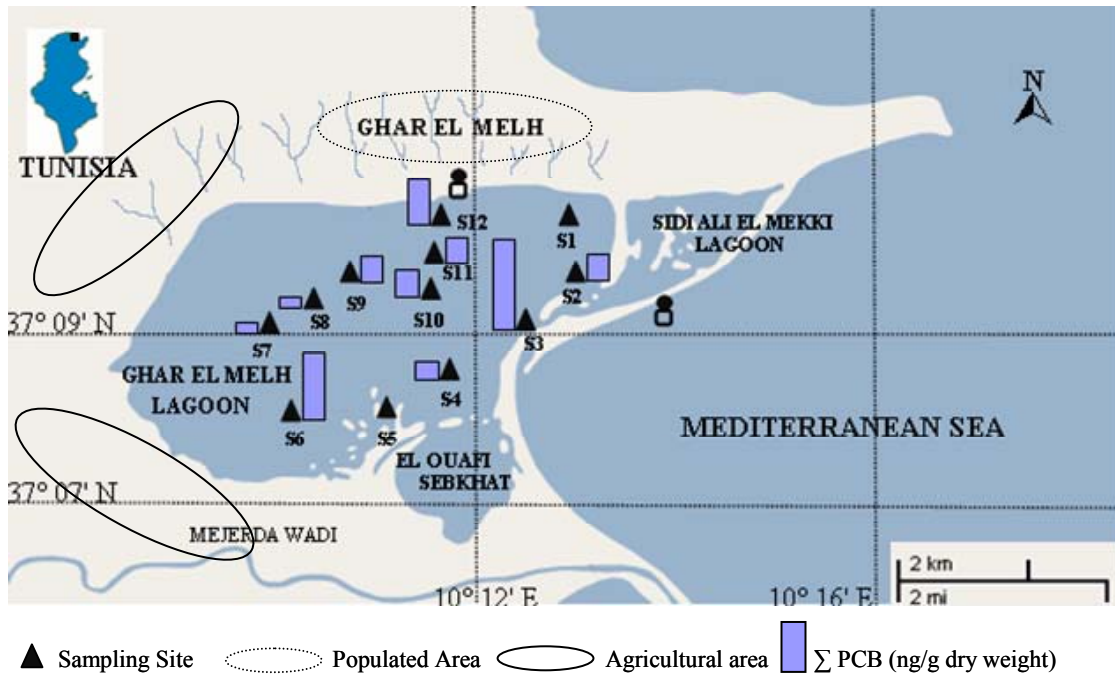 N
GHAR EL MELH
TUNISIA
SIDI ALI EL MEKKI
LAGOON
S12
S1
S11
S2
S9
S10
S8
S3
37° 09' N
S7
GHAR EL MELH
LAGOON
S4
S6
S5
MEDITERRANEAN SEA
EL OUAFI
SEBKHAT
37° 07' N
MEJERDA WADI
2 km
2 mi
10° 12' E
10° 16' E
Sampling Site
Populated Area
Agricultural area
∑ PCB (ng/g dry weight)